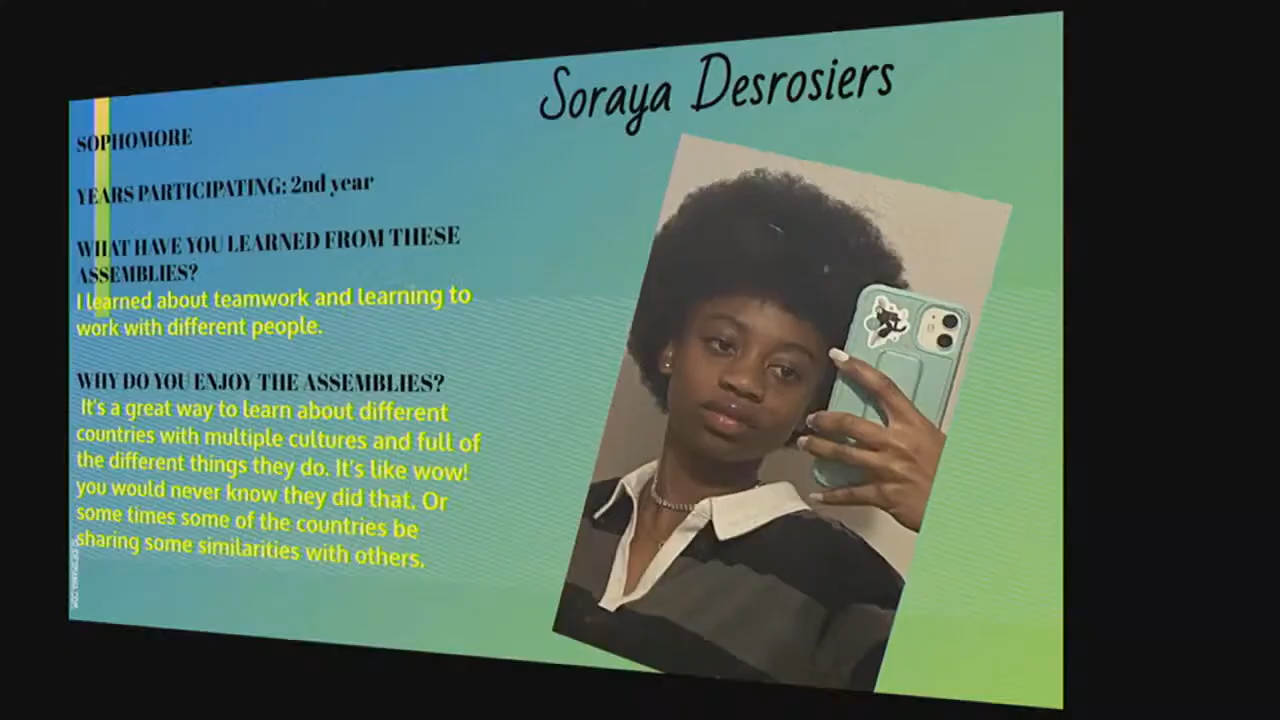 Soraya Desrosiers
SOPHOMORE
YEARS PARTICIPATING: 2nd year
WHAT HAVE YOU LEARNED FROM THESE
ASSEMBLIES?
I learned about teamwork and learning to
work with different people.
WHY DO YOU ENJOY THE ASSEMBLIES?
It's a great way to learn about different
countries with multiple cultures and full of
the different things they do. It's like wow!
you would never know they did that. Or
some times some of the countries be
sharing some similarities with others.